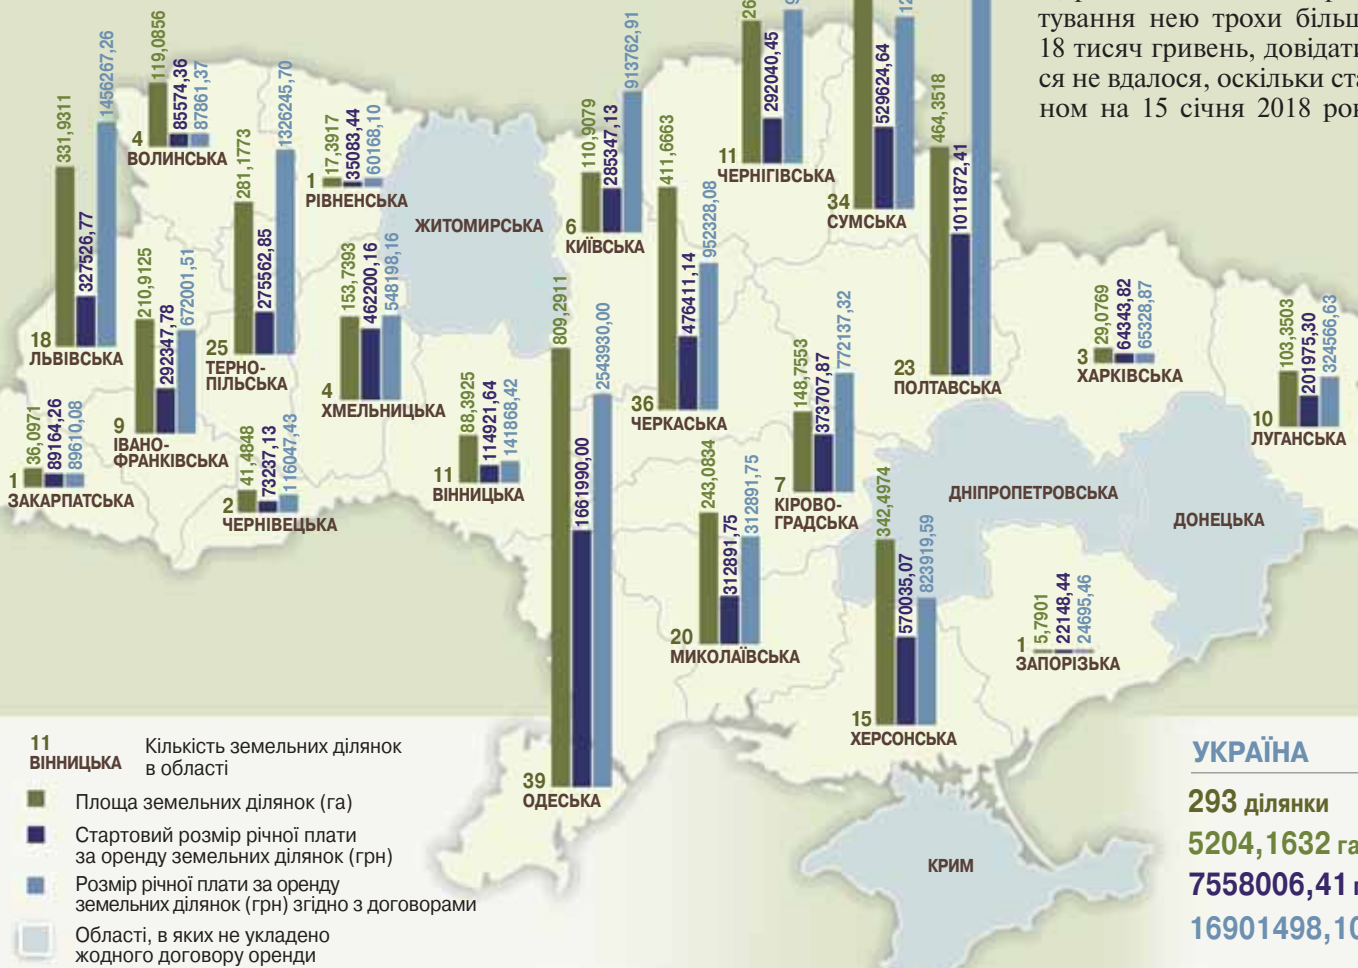 тування нею трохи більш
18 тисяч гривень, довідати
ся не вдалося, оскільки ста
ном на 15 січня 2018 рок
4
119,0856
85574,36
87861,37
ВОЛИНСЬКА
18
331,9311
327526,77
1456267,26
ЛЬВІВСЬКА
1
17,3917
35083,44
60168,10
РІВНЕНСЬКА
ЖИТОМИРСЬКА
6
110,9079
285347,13
913762,91
КИЇВСЬКА
11
26
292040,45
9
ЧЕРНІГІВСЬКА
34
529624,64
12
СУМСЬКА
23
464,3518
1011872,41
ПОЛТАВСЬКА
25
281,1773
275562,85
1326245,70
ТЕРНО-
ПІЛЬСЬКА
9
210,9125
292347,78
672001,51
ІВАНО-
ФРАНКІВСЬКА
4
153,7393
462200,16
548198,16
ХМЕЛЬНИЦЬКА
36
411,6663
476411,14
952328,08
ЧЕРКАСЬКА
3
29,0769
64343,82
65328,87
ХАРКІВСЬКА
10
103,3503
201975,30
324566,63
ЛУГАНСЬКА
1
36,0971
89164,26
89610,08
ЗАКАРПАТСЬКА
2
41,4848
73237,13
116047,43
ЧЕРНІВЕЦЬКА
11
88,3925
114921,64
141868,42
ВІННИЦЬКА
7
148,7553
373707,87
772137,32
КІРОВО-
ГРАДСЬКА
ДНІПРОПЕТРОВСЬКА
ДОНЕЦЬКА
39
809,2911
1661990,00
2543930,00
ОДЕСЬКА
20
243,0834
312891,75
312891,75
МИКОЛАЇВСЬКА
15
342,4974
570035,07
823919,59
ХЕРСОНСЬКА
1
5,7901
22148,44
24695,46
ЗАПОРІЗЬКА
КРИМ
11
ВІННИЦЬКА
Кількість земельних ділянок
в області
Площа земельних ділянок (га)
Стартовий розмір річної плати
за оренду земельних ділянок (грн)
Розмір річної плати за оренду
земельних ділянок (грн) згідно з договорами
Області, в яких не укладено
жодного договору оренди
УКРАЇНА
293 ділянки
5204,1632 га
7558006,41
16901498,10